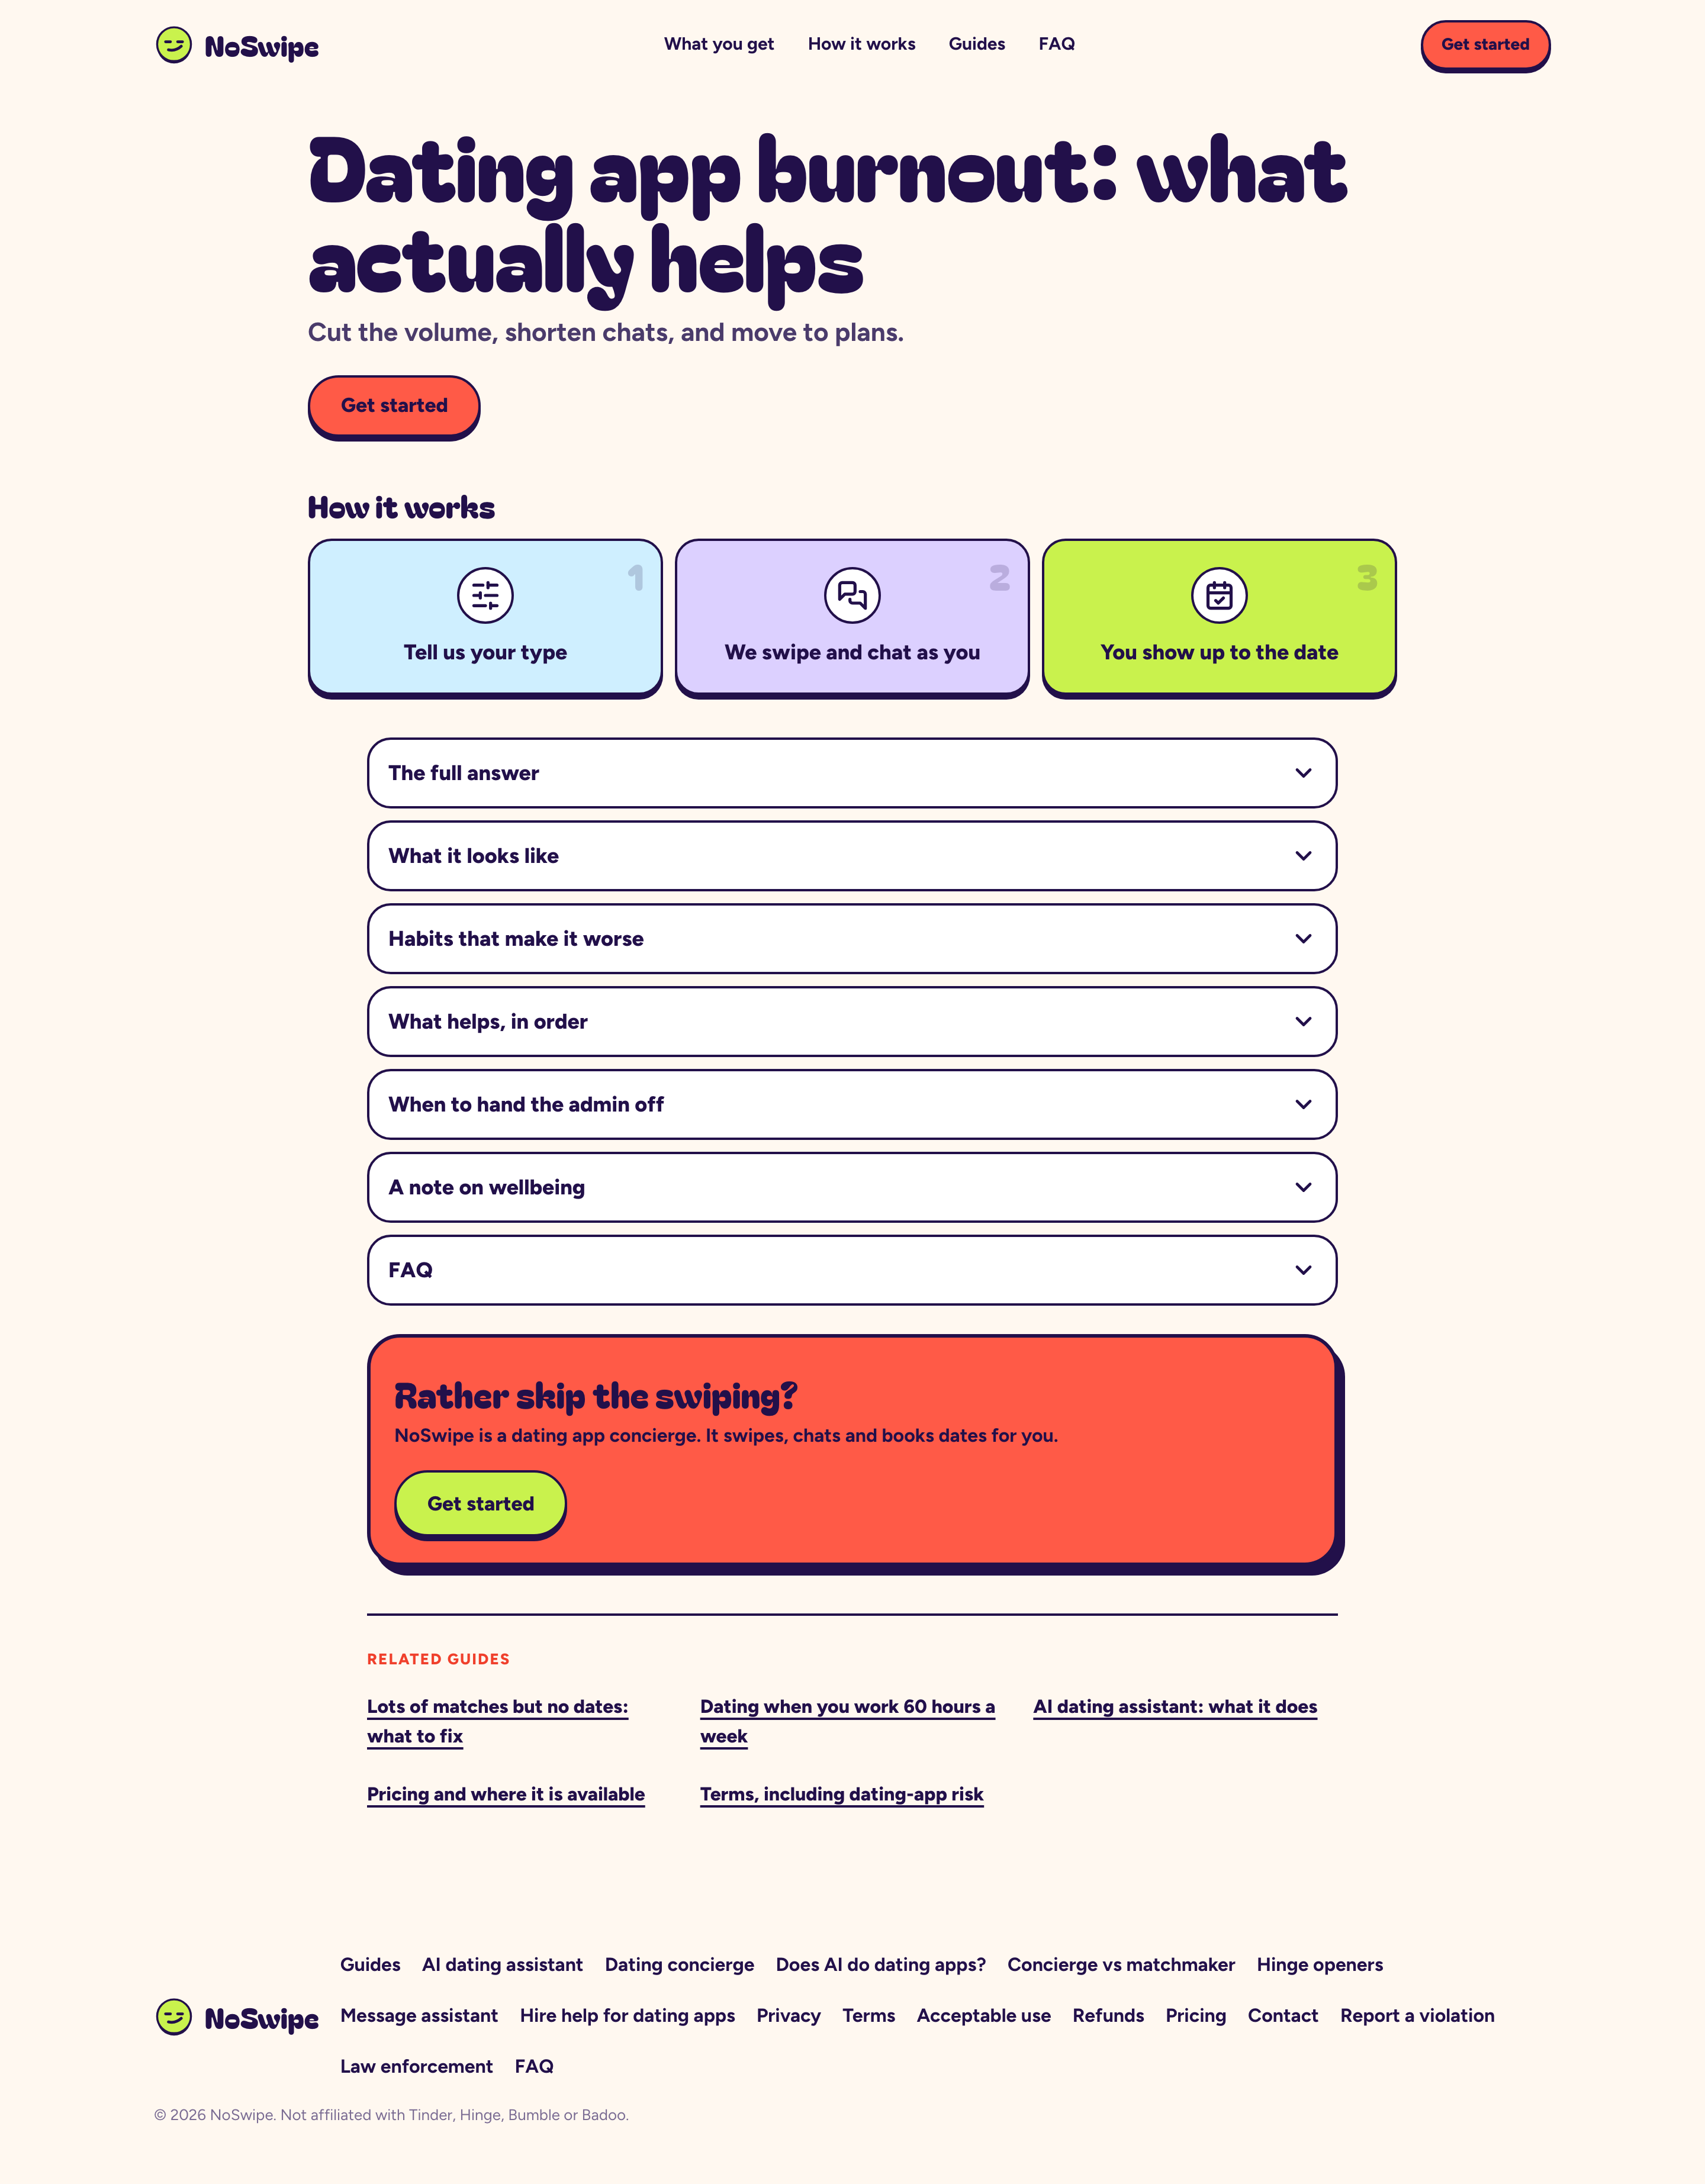 NoSwipe
What you get
How it works
Guides
FAQ
Get started
Dating app burnout: what
actually helps
Cut the volume, shorten chats, and move to plans.
Get started
How it works
1
Tell us your type
2
We swipe and chat as you
3
You show up to the date
The full answer
What it looks like
Habits that make it worse
What helps, in order
When to hand the admin off
A note on wellbeing
FAQ
Rather skip the swiping?
NoSwipe is a dating app concierge. It swipes, chats and books dates for you.
Get started
RELATED GUIDES
Lots of matches but no dates:
what to fix
Dating when you work 60 hours a
week
AI dating assistant: what it does
Pricing and where it is available
Terms, including dating-app risk
NoSwipe
Guides AI dating assistant Dating concierge Does AI do dating apps? Concierge vs matchmaker Hinge openers
Message assistant Hire help for dating apps Privacy Terms Acceptable use Refunds Pricing Contact Report a violation
Law enforcement FAQ
© 2026 NoSwipe. Not affiliated with Tinder, Hinge, Bumble or Badoo.